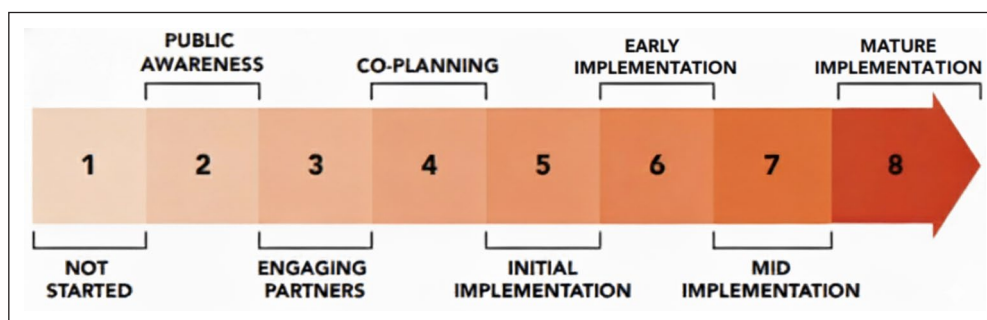 PUBLIC
AWARENESS
CO-PLANNING
EARLY
IMPLEMENTATION
MATURE
IMPLEMENTATION
1 2 3 4 5 6 7 8
NOT
STARTED
ENGAGING
PARTNERS
INITIAL
IMPLEMENTATION
MID
IMPLEMENTATION